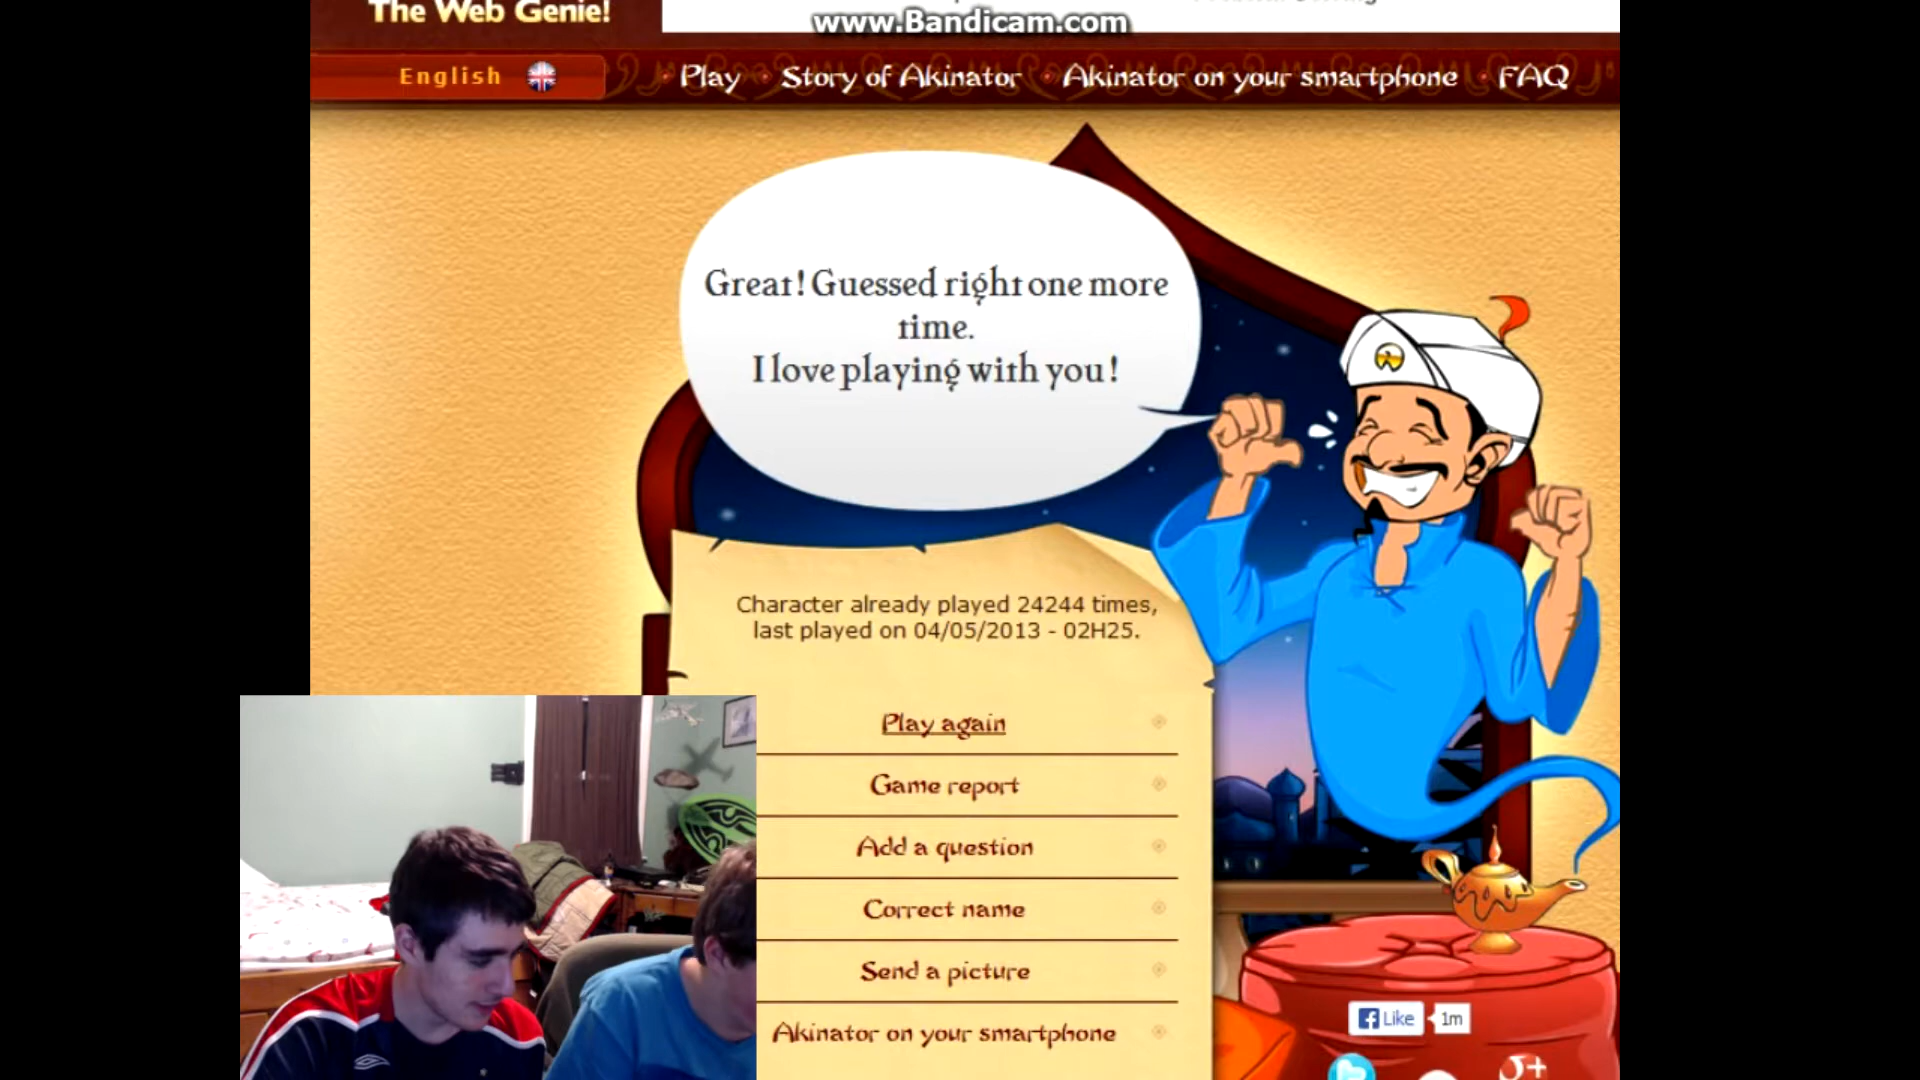 The Web Genie!
www.Bandicam.com
English
Play
Story of Akinator
Akinator on your smartphone
FAQ
Great! Guessed right one more
time.
I love playing with you!
Character already played 24244 times,
last played on 04/05/2013 - 02H25.
Play again
Game report
Add a question
Correct name
Send a picture
Akinator on your smartphone
Like
1m
g+